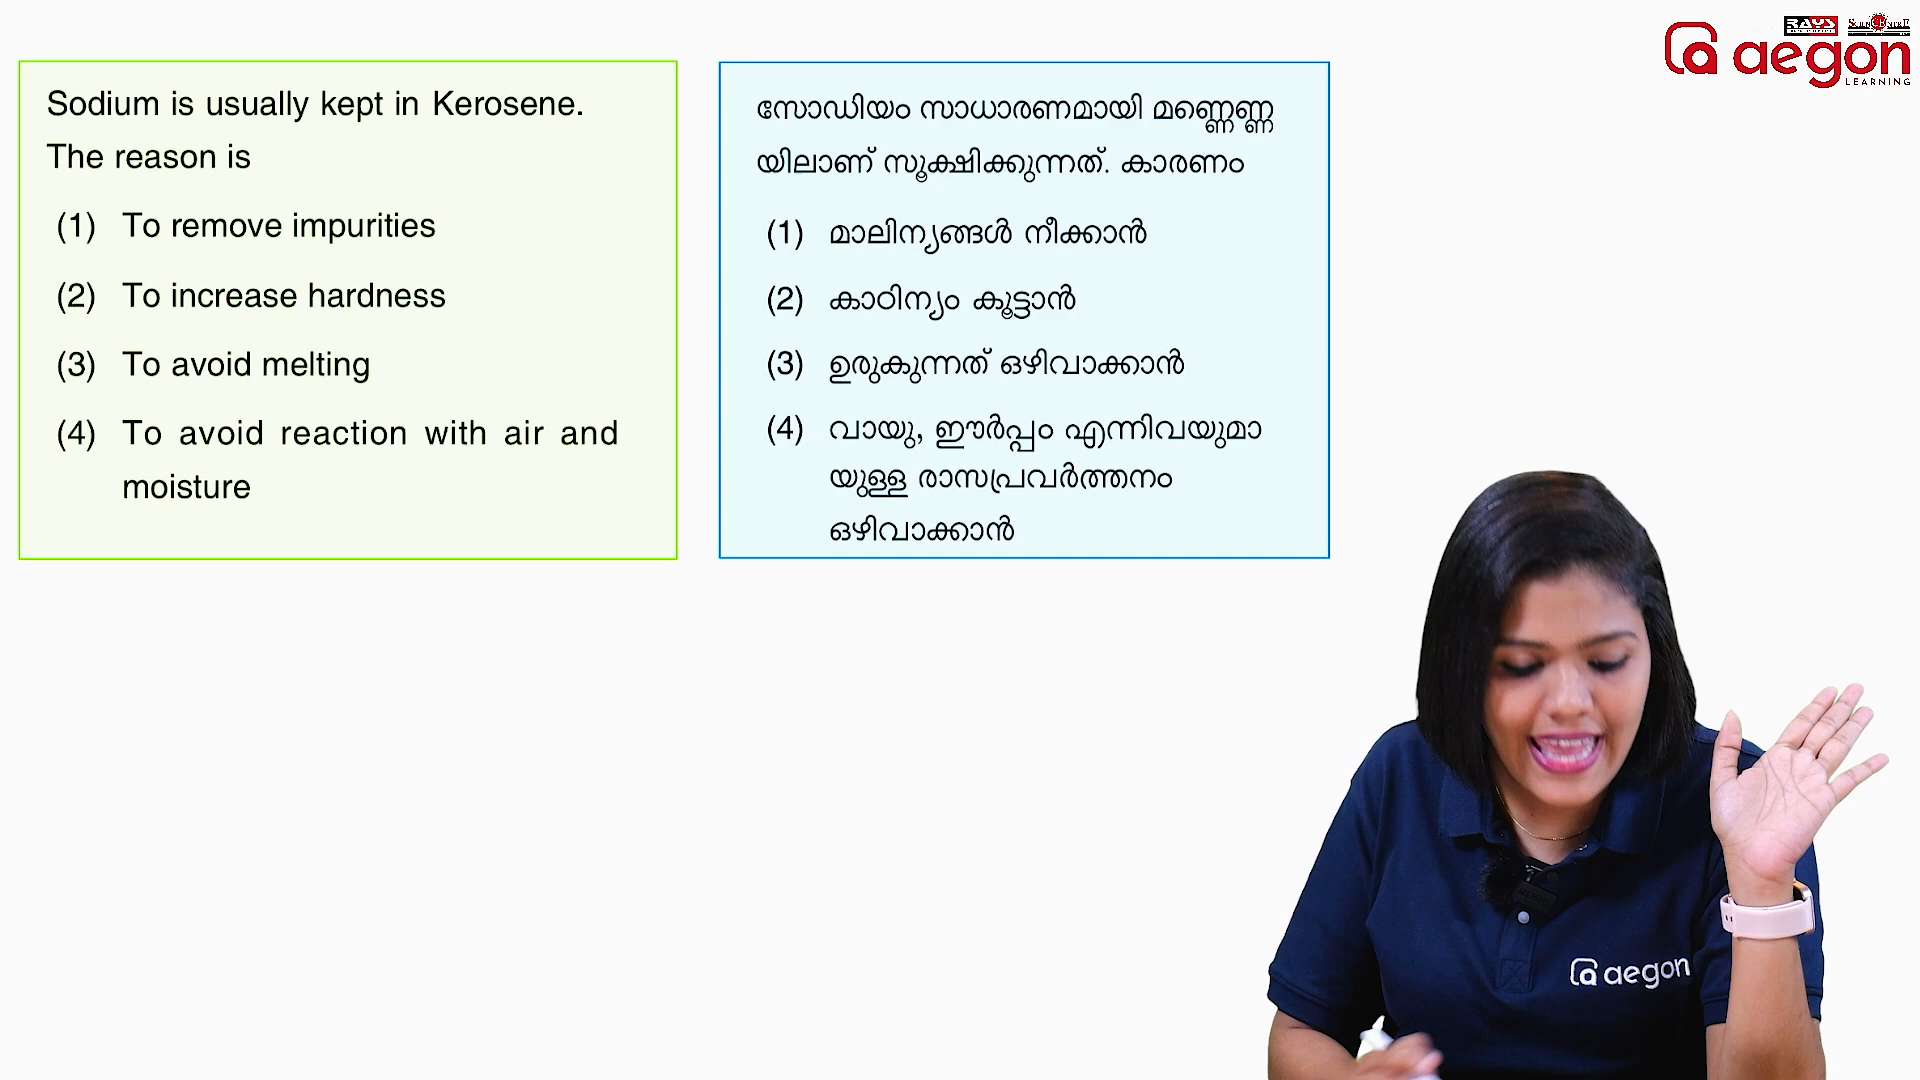 RAYS
aegon
LEARNING
Sodium is usually kept in Kerosene.
The reason is
(1) To remove impurities
(2) To increase hardness
(3) To avoid melting
(4) To avoid reaction with air and
moisture
സോഡിയം സാധാരണമായി മണ്ണെണ്ണ
യിലാണ് സൂക്ഷിക്കുന്നത്. കാരണം
(1) മാലിന്യങ്ങൾ നീക്കാൻ
(2) കാഠിന്യം കൂട്ടാൻ
(3) ഉരുകുന്നത് ഒഴിവാക്കാൻ
(4) വായു, ഈർപ്പം എന്നിവയുമാ
യുള്ള രാസപ്രവർത്തനം
ഒഴിവാക്കാൻ
aegon